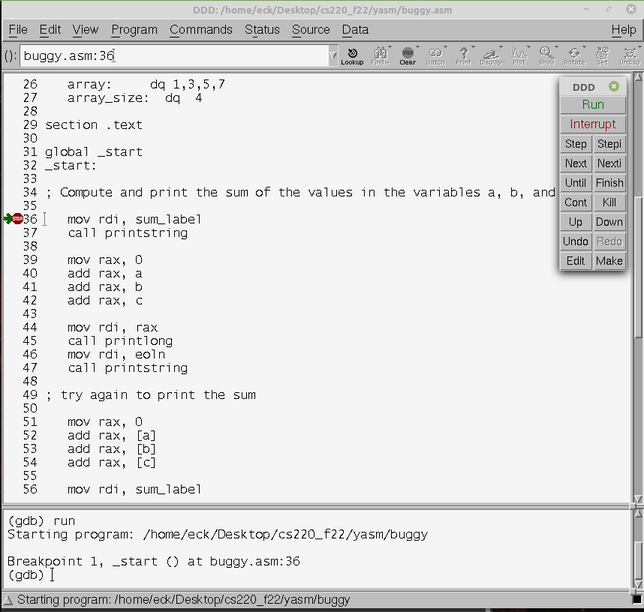 DDD: /home/eck/Desktop/cs220_f22/yasm/buggy.asm
File Edit View Program Commands Status Source Data Help
(): buggy.asm:36
Lookup Find» Clear Watch Print Display Plot Show Rotate Set Undisp
26 array: dq 1,3,5,7
27 array_size: dq 4
28
29 section .text
30
31 global _start
32 _start:
33
34 ; Compute and print the sum of the values in the variables a, b, and
35
36 mov rdi, sum_label
37 call printstring
38
39 mov rax, 0
40 add rax, a
41 add rax, b
42 add rax, c
43
44 mov rdi, rax
45 call printlong
46 mov rdi, eoln
47 call printstring
48
49 ; try again to print the sum
50
51 mov rax, 0
52 add rax, [a]
53 add rax, [b]
54 add rax, [c]
55
56 mov rdi, sum_label
DDD
Run
Interrupt
Step Stepi
Next Nexti
Until Finish
Cont Kill
Up Down
Undo Redo
Edit Make
(gdb) run
Starting program: /home/eck/Desktop/cs220_f22/yasm/buggy
Breakpoint 1, _start () at buggy.asm:36
(gdb)
Starting program: /home/eck/Desktop/cs220_f22/yasm/buggy